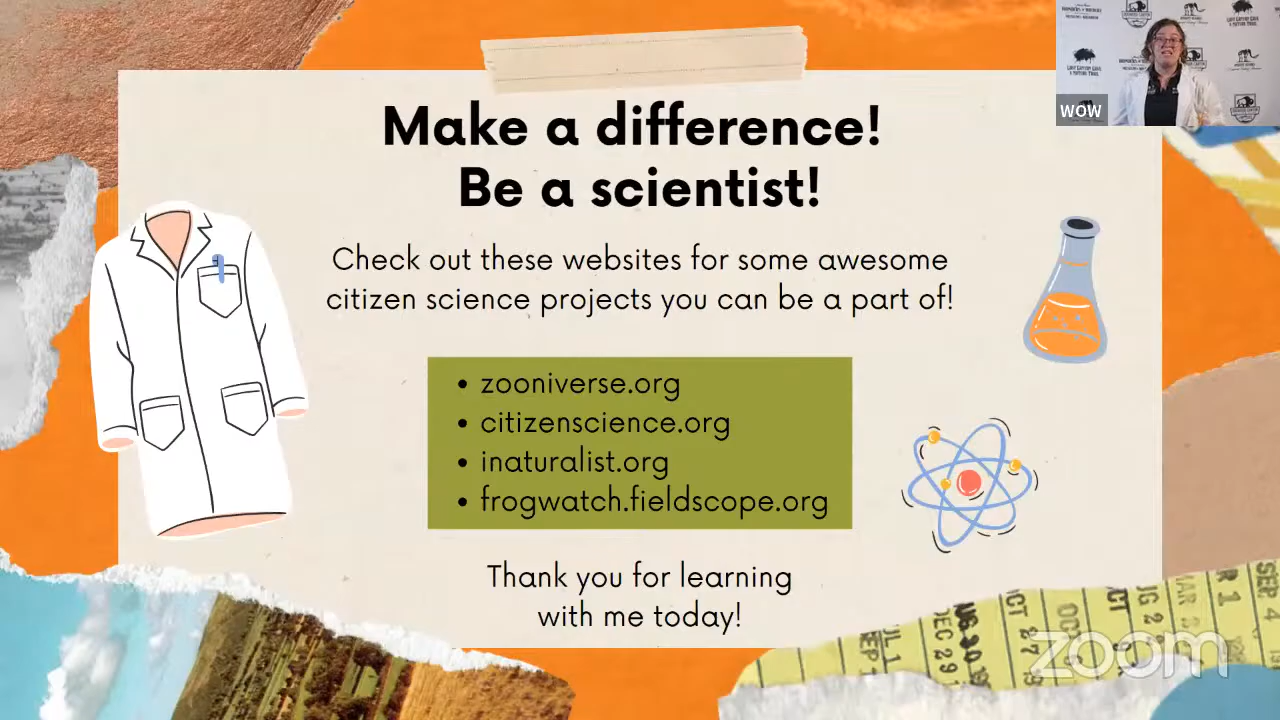 Make a difference!
Be a scientist!
Check out these websites for some awesome
citizen science projects you can be a part of!
• zooniverse.org
• citizenscience.org
• inaturalist.org
• frogwatch.fieldscope.org
Thank you for learning
with me today!
WOW
zoom